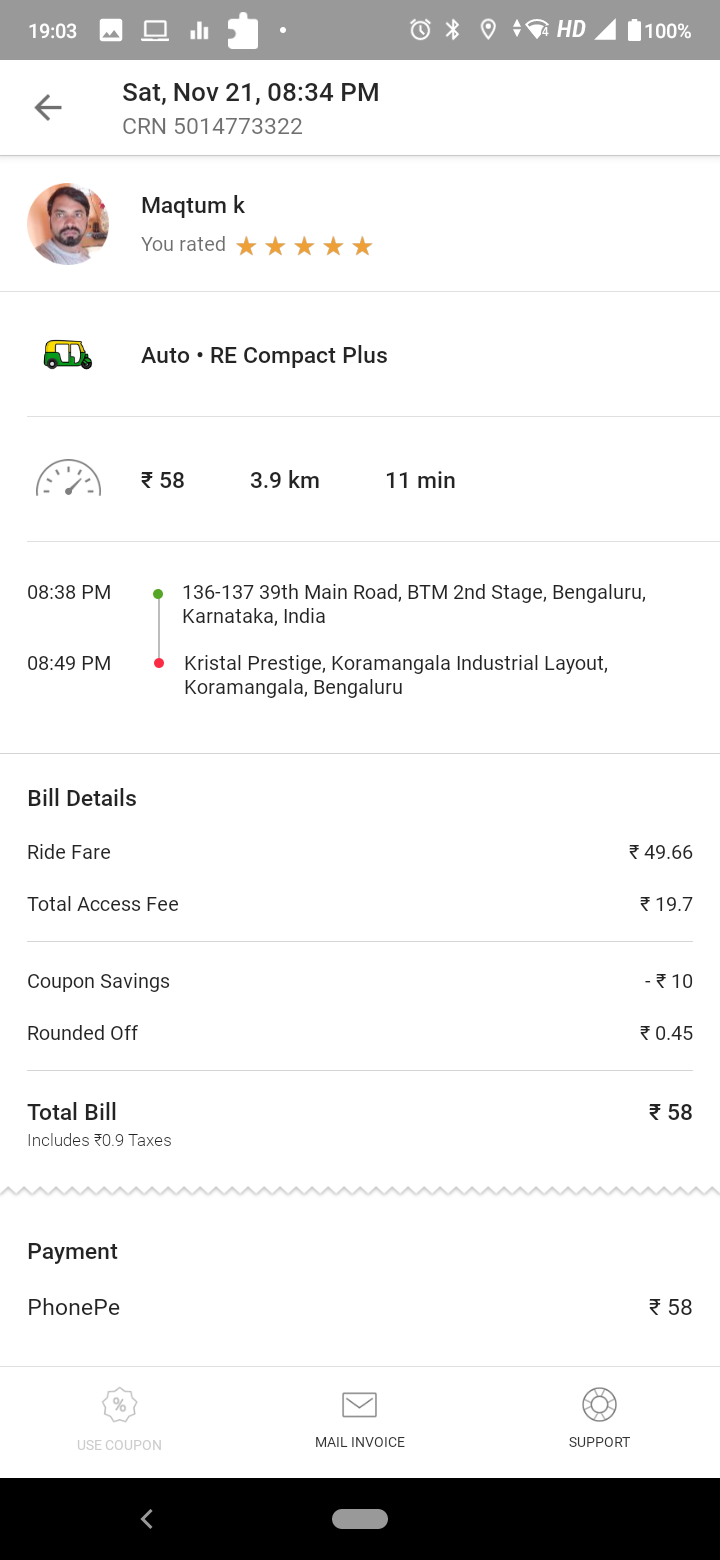 19:03
4 HD 100%
Sat, Nov 21, 08:34 PM
CRN 5014773322
Maqtum k
You rated
Auto • RE Compact Plus
₹ 58 3.9 km 11 min
08:38 PM 136-137 39th Main Road, BTM 2nd Stage, Bengaluru,
Karnataka, India
08:49 PM Kristal Prestige, Koramangala Industrial Layout,
Koramangala, Bengaluru
Bill Details
Ride Fare ₹ 49.66
Total Access Fee ₹ 19.7
Coupon Savings - ₹ 10
Rounded Off ₹ 0.45
Total Bill ₹ 58
Includes ₹0.9 Taxes
Payment
PhonePe ₹ 58
%
USE COUPON MAIL INVOICE SUPPORT